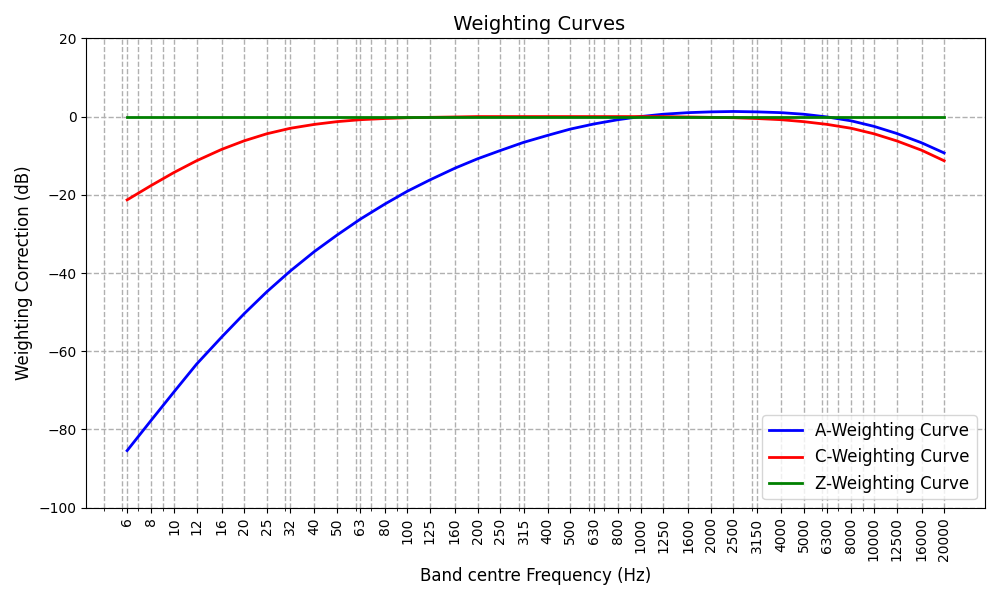 Weighting Curves
Weighting Correction (dB)
20
0
−20
−40
−60
−80
−100
A-Weighting Curve
C-Weighting Curve
Z-Weighting Curve
6 8 10 12 16 20 25 32 40 50 63 80 100 125 160 200 250 315 400 500 630 800 1000 1250 1600 2000 2500 3150 4000 5000 6300 8000 10000 12500 16000 20000
Band centre Frequency (Hz)